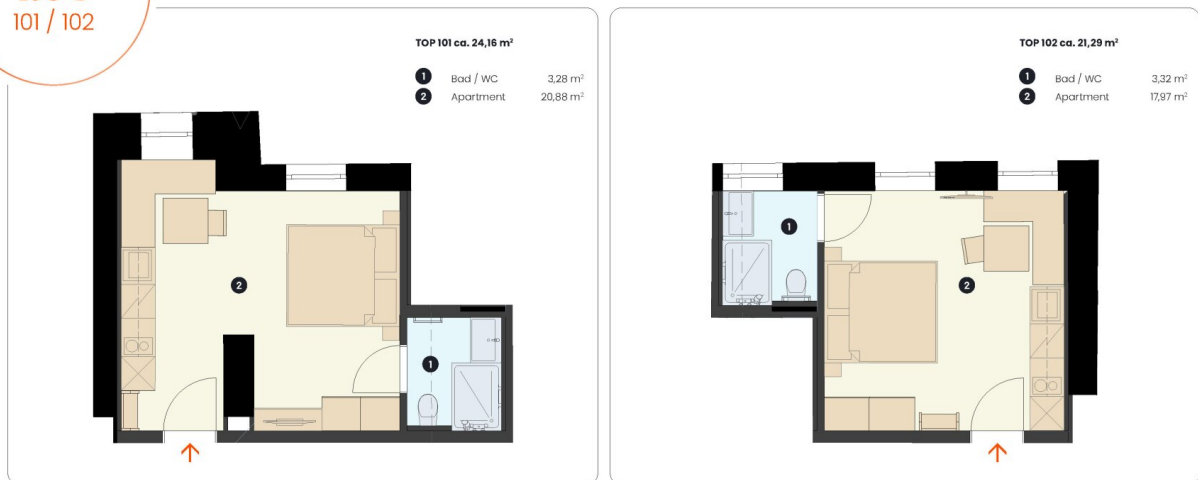 101 / 102
TOP 101 ca. 24,16 m²
1 Bad / WC 3,28 m²
2 Apartment 20,88 m²
2
1
TOP 102 ca. 21,29 m²
1 Bad / WC 3,32 m²
2 Apartment 17,97 m²
1
2